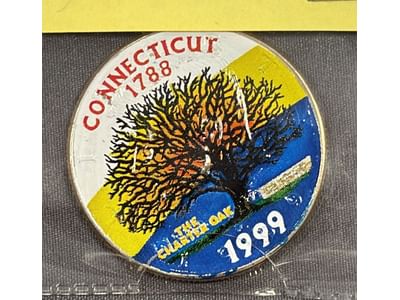 CONNECTICUT
1788
THE
CHARTER OAK
1999